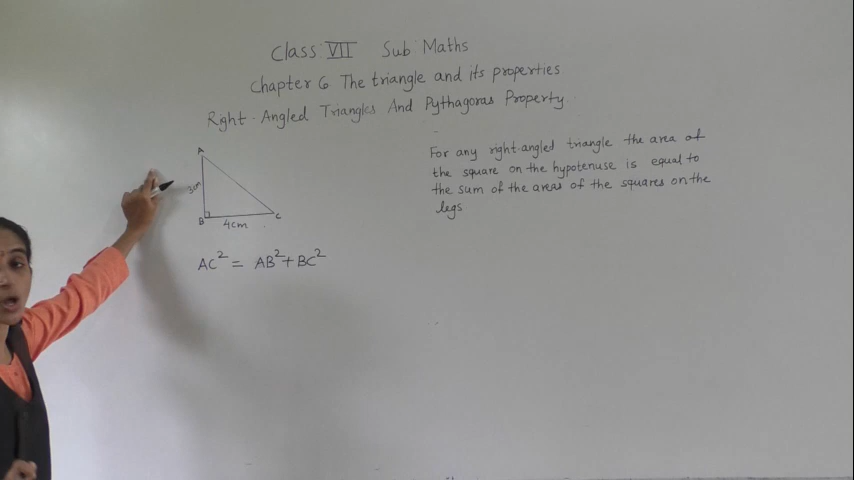 Class VII Sub Maths
Chapter 6 The triangle and its properties
Right-Angled Triangles And Pythagoras Property
For any right-angled triangle the area of
the square on the hypotenuse is equal to
the sum of the areas of the squares on the
legs
A
3cm
B
4cm
C
AC² = AB² + BC²